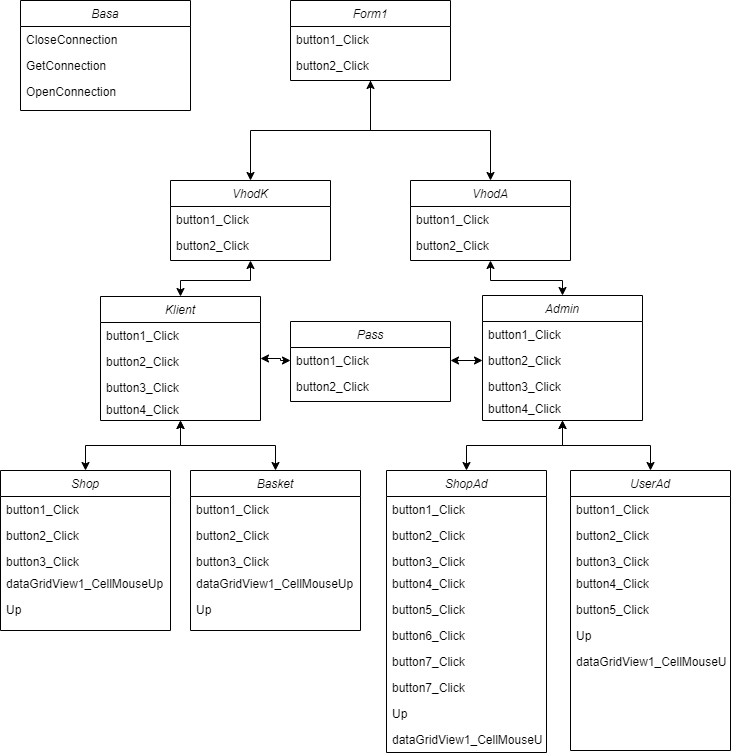 Basa
CloseConnection
GetConnection
OpenConnection
Form1
button1_Click
button2_Click
VhodK
button1_Click
button2_Click
VhodA
button1_Click
button2_Click
Klient
button1_Click
button2_Click
button3_Click
button4_Click
Pass
button1_Click
button2_Click
Admin
button1_Click
button2_Click
button3_Click
button4_Click
Shop
button1_Click
button2_Click
button3_Click
dataGridView1_CellMouseUp
Up
Basket
button1_Click
button2_Click
button3_Click
dataGridView1_CellMouseUp
Up
ShopAd
button1_Click
button2_Click
button3_Click
button4_Click
button5_Click
button6_Click
button7_Click
button7_Click
Up
dataGridView1_CellMouseU
UserAd
button1_Click
button2_Click
button3_Click
button4_Click
button5_Click
Up
dataGridView1_CellMouseU